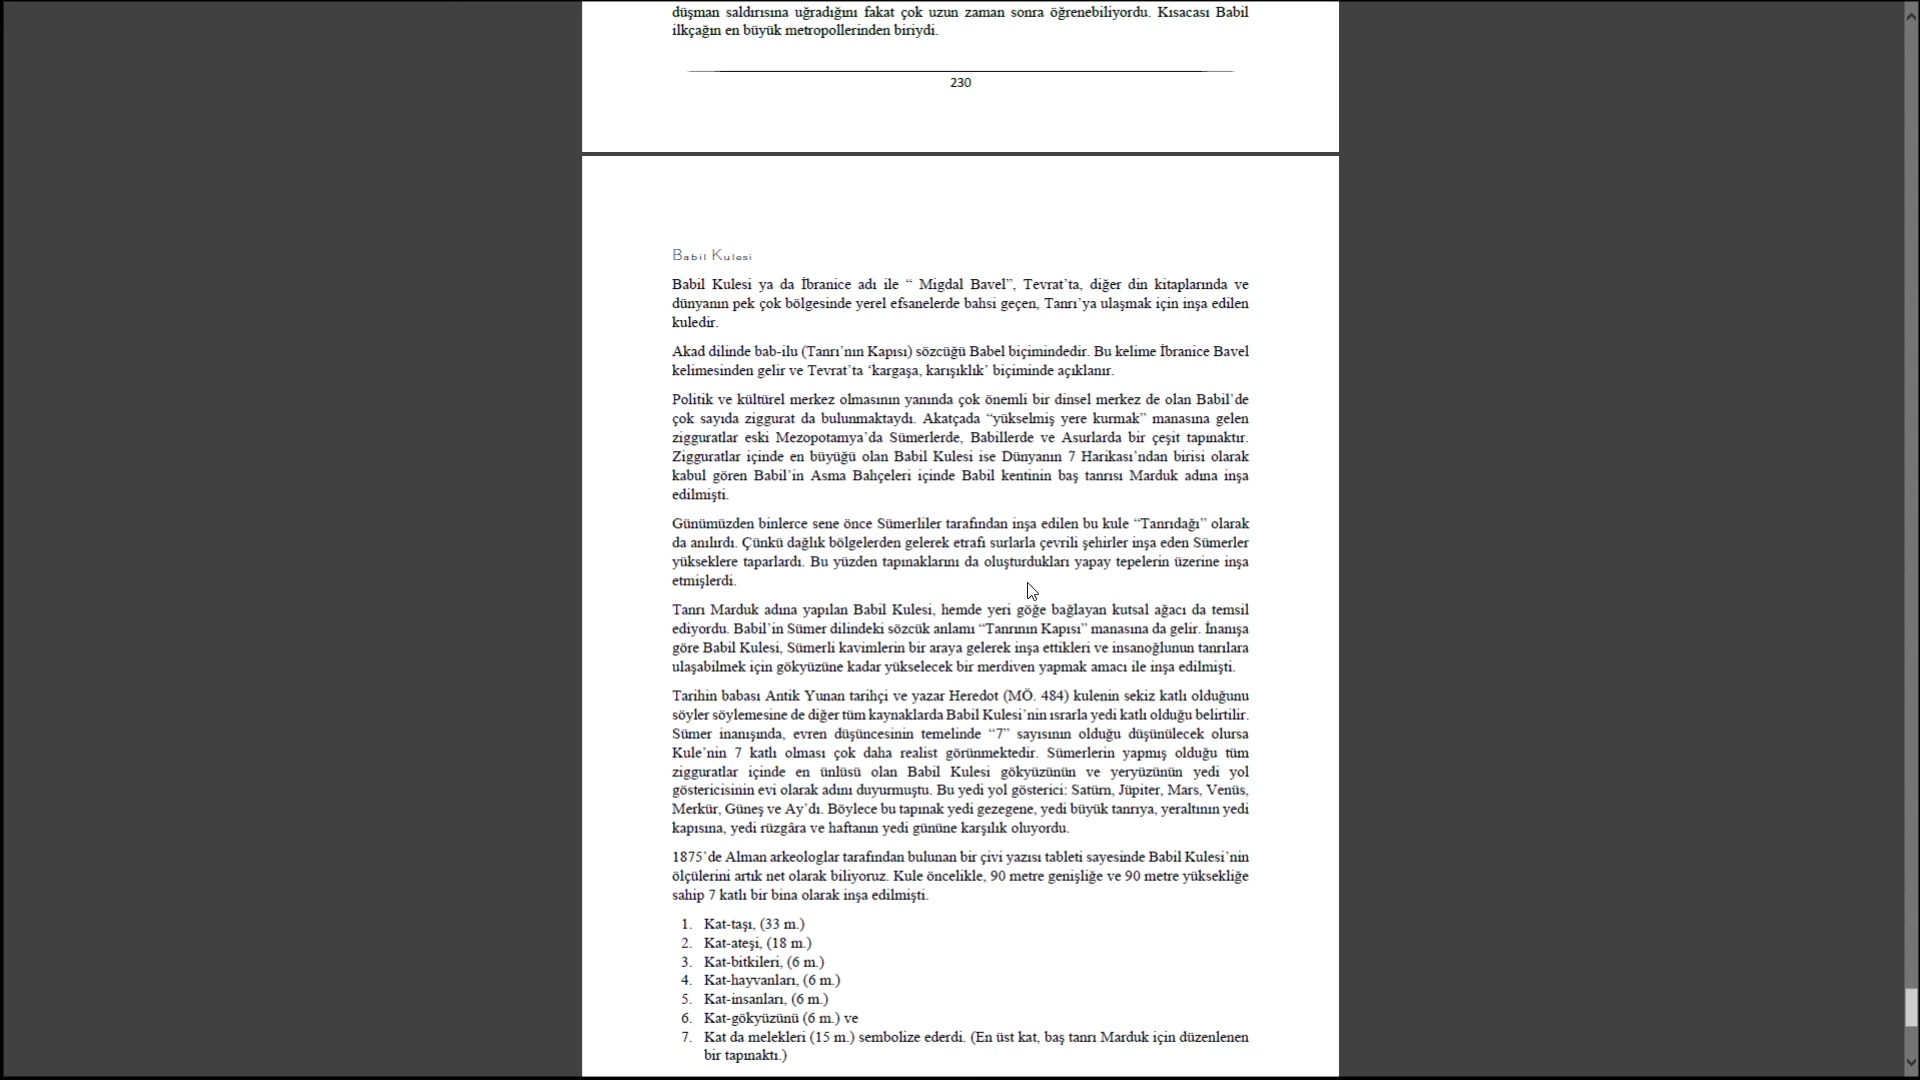 düşman saldırısına uğradığını fakat çok uzun zaman sonra öğrenebiliyordu. Kısacası Babil
ilkçağın en büyük metropollerinden biriydi.
230
Babil Kulesi
Babil Kulesi ya da İbranice adı ile “ Migdal Bavel”, Tevrat’ta, diğer din kitaplarında ve
dünyanın pek çok bölgesinde yerel efsanelerde bahsi geçen, Tanrı’ya ulaşmak için inşa edilen
kuledir.
Akad dilinde bab-ilu (Tanrı’nın Kapısı) sözcüğü Babel biçimindedir. Bu kelime İbranice Bavel
kelimesinden gelir ve Tevrat’ta ‘kargaşa, karışıklık’ biçiminde açıklanır.
Politik ve kültürel merkez olmasının yanında çok önemli bir dinsel merkez de olan Babil’de
çok sayıda ziggurat da bulunmaktaydı. Akatçada “yükselmiş yere kurmak” manasına gelen
zigguratlar eski Mezopotamya’da Sümerlerde, Babillerde ve Asurlarda bir çeşit tapınaktır.
Zigguratlar içinde en büyüğü olan Babil Kulesi ise Dünyanın 7 Harikası’ndan birisi olarak
kabul gören Babil’in Asma Bahçeleri içinde Babil kentinin baş tanrısı Marduk adına inşa
edilmişti.
Günümüzden binlerce sene önce Sümerliler tarafından inşa edilen bu kule “Tanrıdağı” olarak
da anılırdı. Çünkü dağlık bölgelerden gelerek etrafı surlarla çevrili şehirler inşa eden Sümerler
yükseklere taparlardı. Bu yüzden tapınaklarını da oluşturdukları yapay tepelerin üzerine inşa
etmişlerdi.
Tanrı Marduk adına yapılan Babil Kulesi, hemde yeri göğe bağlayan kutsal ağacı da temsil
ediyordu. Babil’in Sümer dilindeki sözcük anlamı “Tanrının Kapısı” manasına da gelir. İnanışa
göre Babil Kulesi, Sümerli kavimlerin bir araya gelerek inşa ettikleri ve insanoğlunun tanrılara
ulaşabilmek için gökyüzüne kadar yükselecek bir merdiven yapmak amacı ile inşa edilmişti.
Tarihin babası Antik Yunan tarihçi ve yazar Heredot (MÖ. 484) kulenin sekiz katlı olduğunu
söyler söylemesine de diğer tüm kaynaklarda Babil Kulesi’nin ısrarla yedi katlı olduğu belirtilir.
Sümer inanışında, evren düşüncesinin temelinde “7” sayısının olduğu düşünülecek olursa
Kule’nin 7 katlı olması çok daha realist görünmektedir. Sümerlerin yapmış olduğu tüm
zigguratlar içinde en ünlüsü olan Babil Kulesi gökyüzünün ve yeryüzünün yedi yol
göstericisinin evi olarak adını duyurmuştu. Bu yedi yol gösterici: Satürn, Jüpiter, Mars, Venüs,
Merkür, Güneş ve Ay’dı. Böylece bu tapınak yedi gezegene, yedi büyük tanrıya, yeraltının yedi
kapısına, yedi rüzgâra ve haftanın yedi gününe karşılık oluyordu.
1875’de Alman arkeologlar tarafından bulunan bir çivi yazısı tableti sayesinde Babil Kulesi’nin
ölçülerini artık net olarak biliyoruz. Kule öncelikle, 90 metre genişliğe ve 90 metre yüksekliğe
sahip 7 katlı bir bina olarak inşa edilmişti.
1. Kat-taşı, (33 m.)
2. Kat-ateşi, (18 m.)
3. Kat-bitkileri, (6 m.)
4. Kat-hayvanları, (6 m.)
5. Kat-insanları, (6 m.)
6. Kat-gökyüzünü (6 m.) ve
7. Kat da melekleri (15 m.) sembolize ederdi. (En üst kat, baş tanrı Marduk için düzenlenen
bir tapınaktı.)